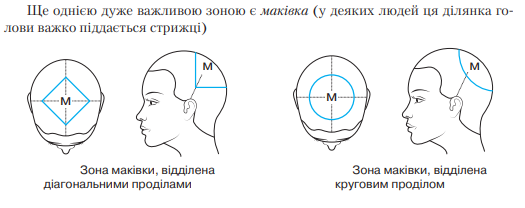 Ще однією дуже важливою зоною є маківка (у деяких людей ця ділянка го-
лови важко піддається стрижці)
М
М
М
М
Зона маківки, відділена
діагональними проділами
Зона маківки, відділена
круговим проділом